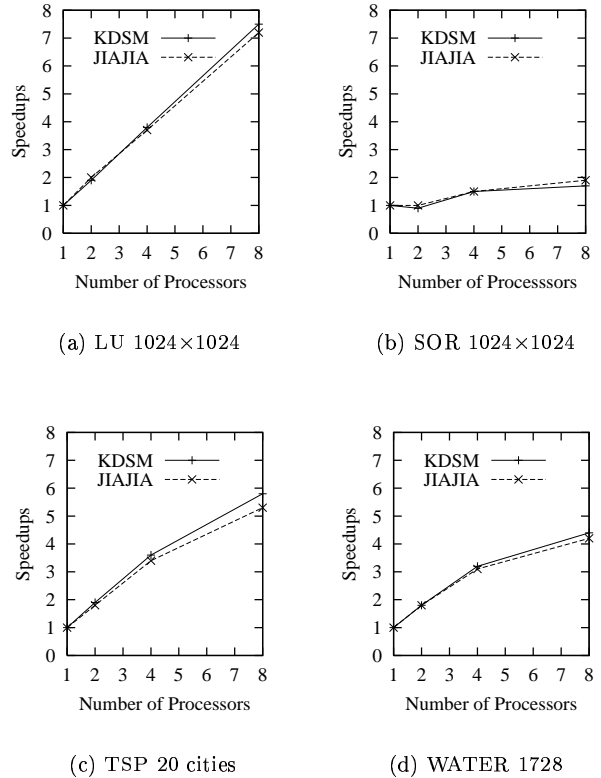 8
7
6
5
4
3
2
1
0
Speedups
KDSM
JIAJIA
1 2 3 4 5 6 7 8
Number of Processors
(a) LU 1024×1024
8
7
6
5
4
3
2
1
0
Speedups
KDSM
JIAJIA
1 2 3 4 5 6 7 8
Number of Processsors
(b) SOR 1024×1024
8
7
6
5
4
3
2
1
0
Speedups
KDSM
JIAJIA
1 2 3 4 5 6 7 8
Number of Processors
(c) TSP 20 cities
8
7
6
5
4
3
2
1
0
Speedups
KDSM
JIAJIA
1 2 3 4 5 6 7 8
Number of Processors
(d) WATER 1728